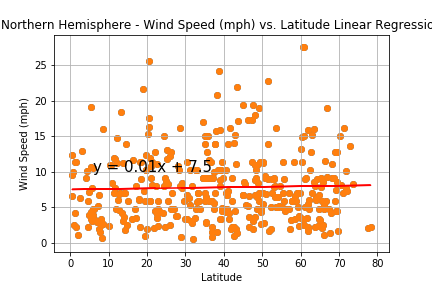 Northern Hemisphere - Wind Speed (mph) vs. Latitude Linear Regressio
25
20
15
10
5
0
Wind Speed (mph)
y = 0.01x + 7.5
0 10 20 30 40 50 60 70 80
Latitude